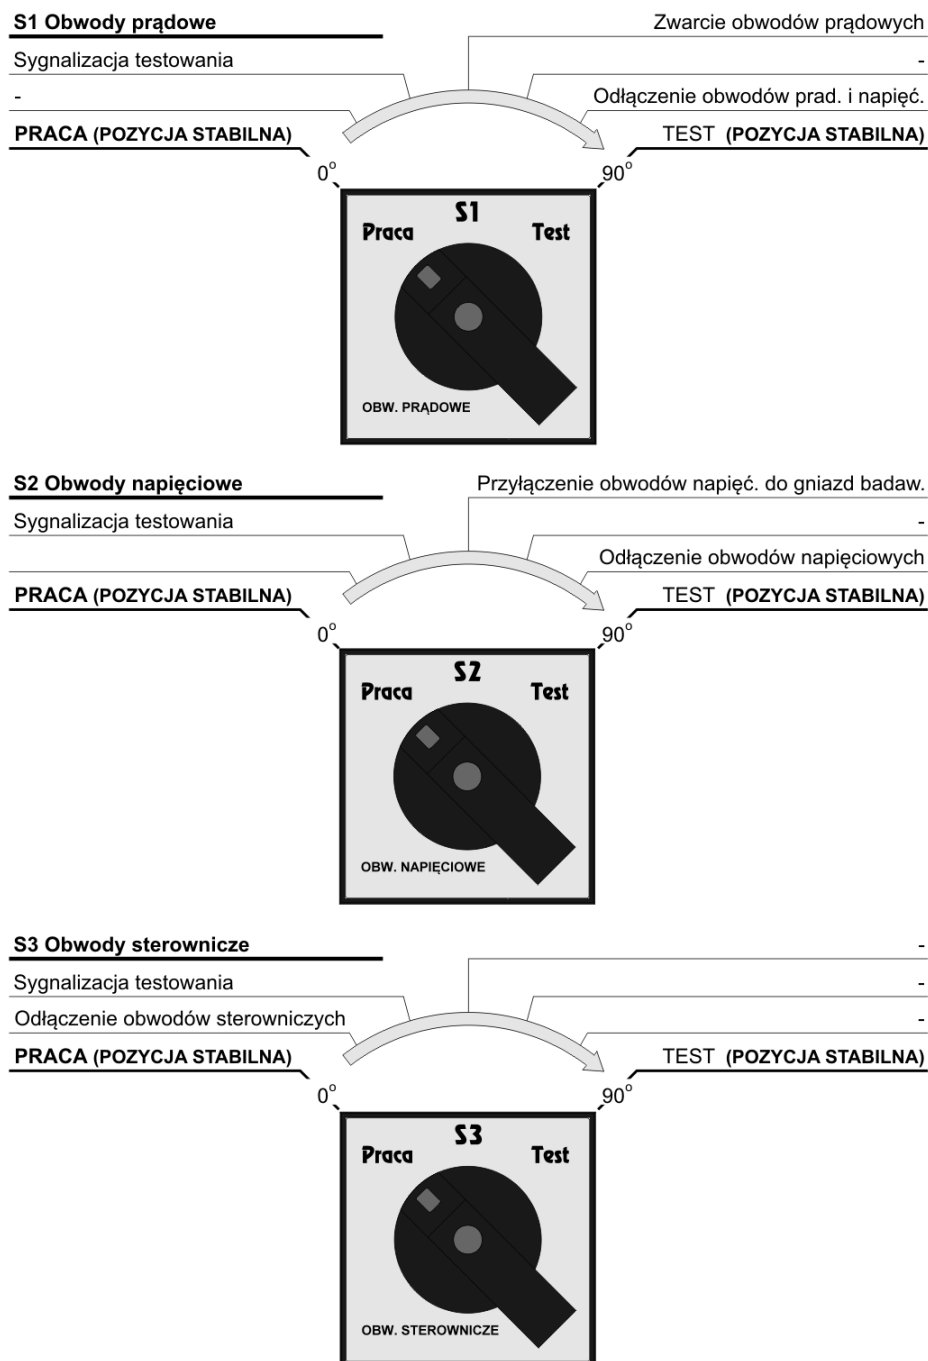 S1 Obwody prądowe
Zwarcie obwodów prądowych
Sygnalizacja testowania
-
-
Odłączenie obwodów prad. i napięć.
PRACA (POZYCJA STABILNA)
TEST (POZYCJA STABILNA)
0°
90°
S1
Praca
Test
OBW. PRĄDOWE
S2 Obwody napięciowe
Przyłączenie obwodów napięć. do gniazd badaw.
Sygnalizacja testowania
-
Odłączenie obwodów napięciowych
PRACA (POZYCJA STABILNA)
TEST (POZYCJA STABILNA)
0°
90°
S2
Praca
Test
OBW. NAPIĘCIOWE
S3 Obwody sterownicze
-
Sygnalizacja testowania
-
Odłączenie obwodów sterowniczych
-
PRACA (POZYCJA STABILNA)
TEST (POZYCJA STABILNA)
0°
90°
S3
Praca
Test
OBW. STEROWNICZE